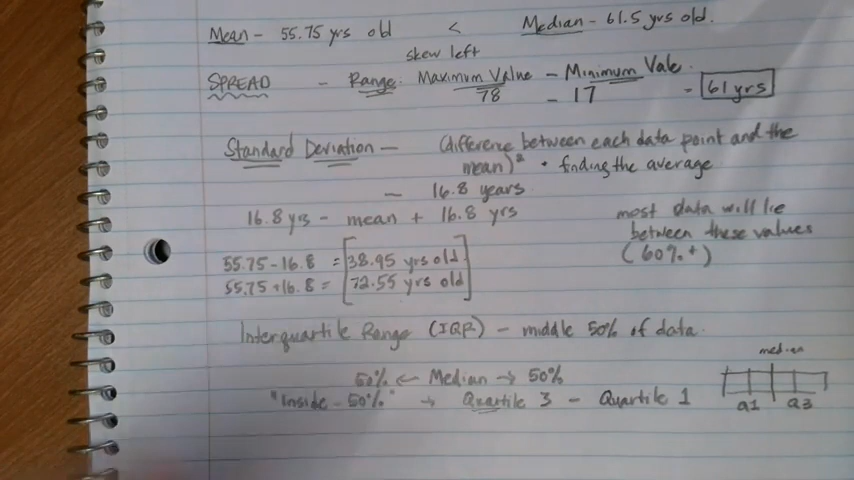 Mean - 55.75 yrs old < Median - 61.5 yrs old.
skew left
SPREAD - Range: Maximum Value - Minimum Vale.
78 - 17 = 61 yrs
Standard Deviation - (difference between each data point and the
mean)² • finding the average
- 16.8 years
16.8 yrs - mean + 16.8 yrs
most data will lie
between these values
(60%+)
55.75 - 16.8 = 38.95 yrs old
55.75 + 16.8 = 72.55 yrs old
Interquartile Range (IQR) - middle 50% of data.
median
50% ← Median → 50%
"Inside - 50%" → Quartile 3 - Quartile 1
Q1 Q3